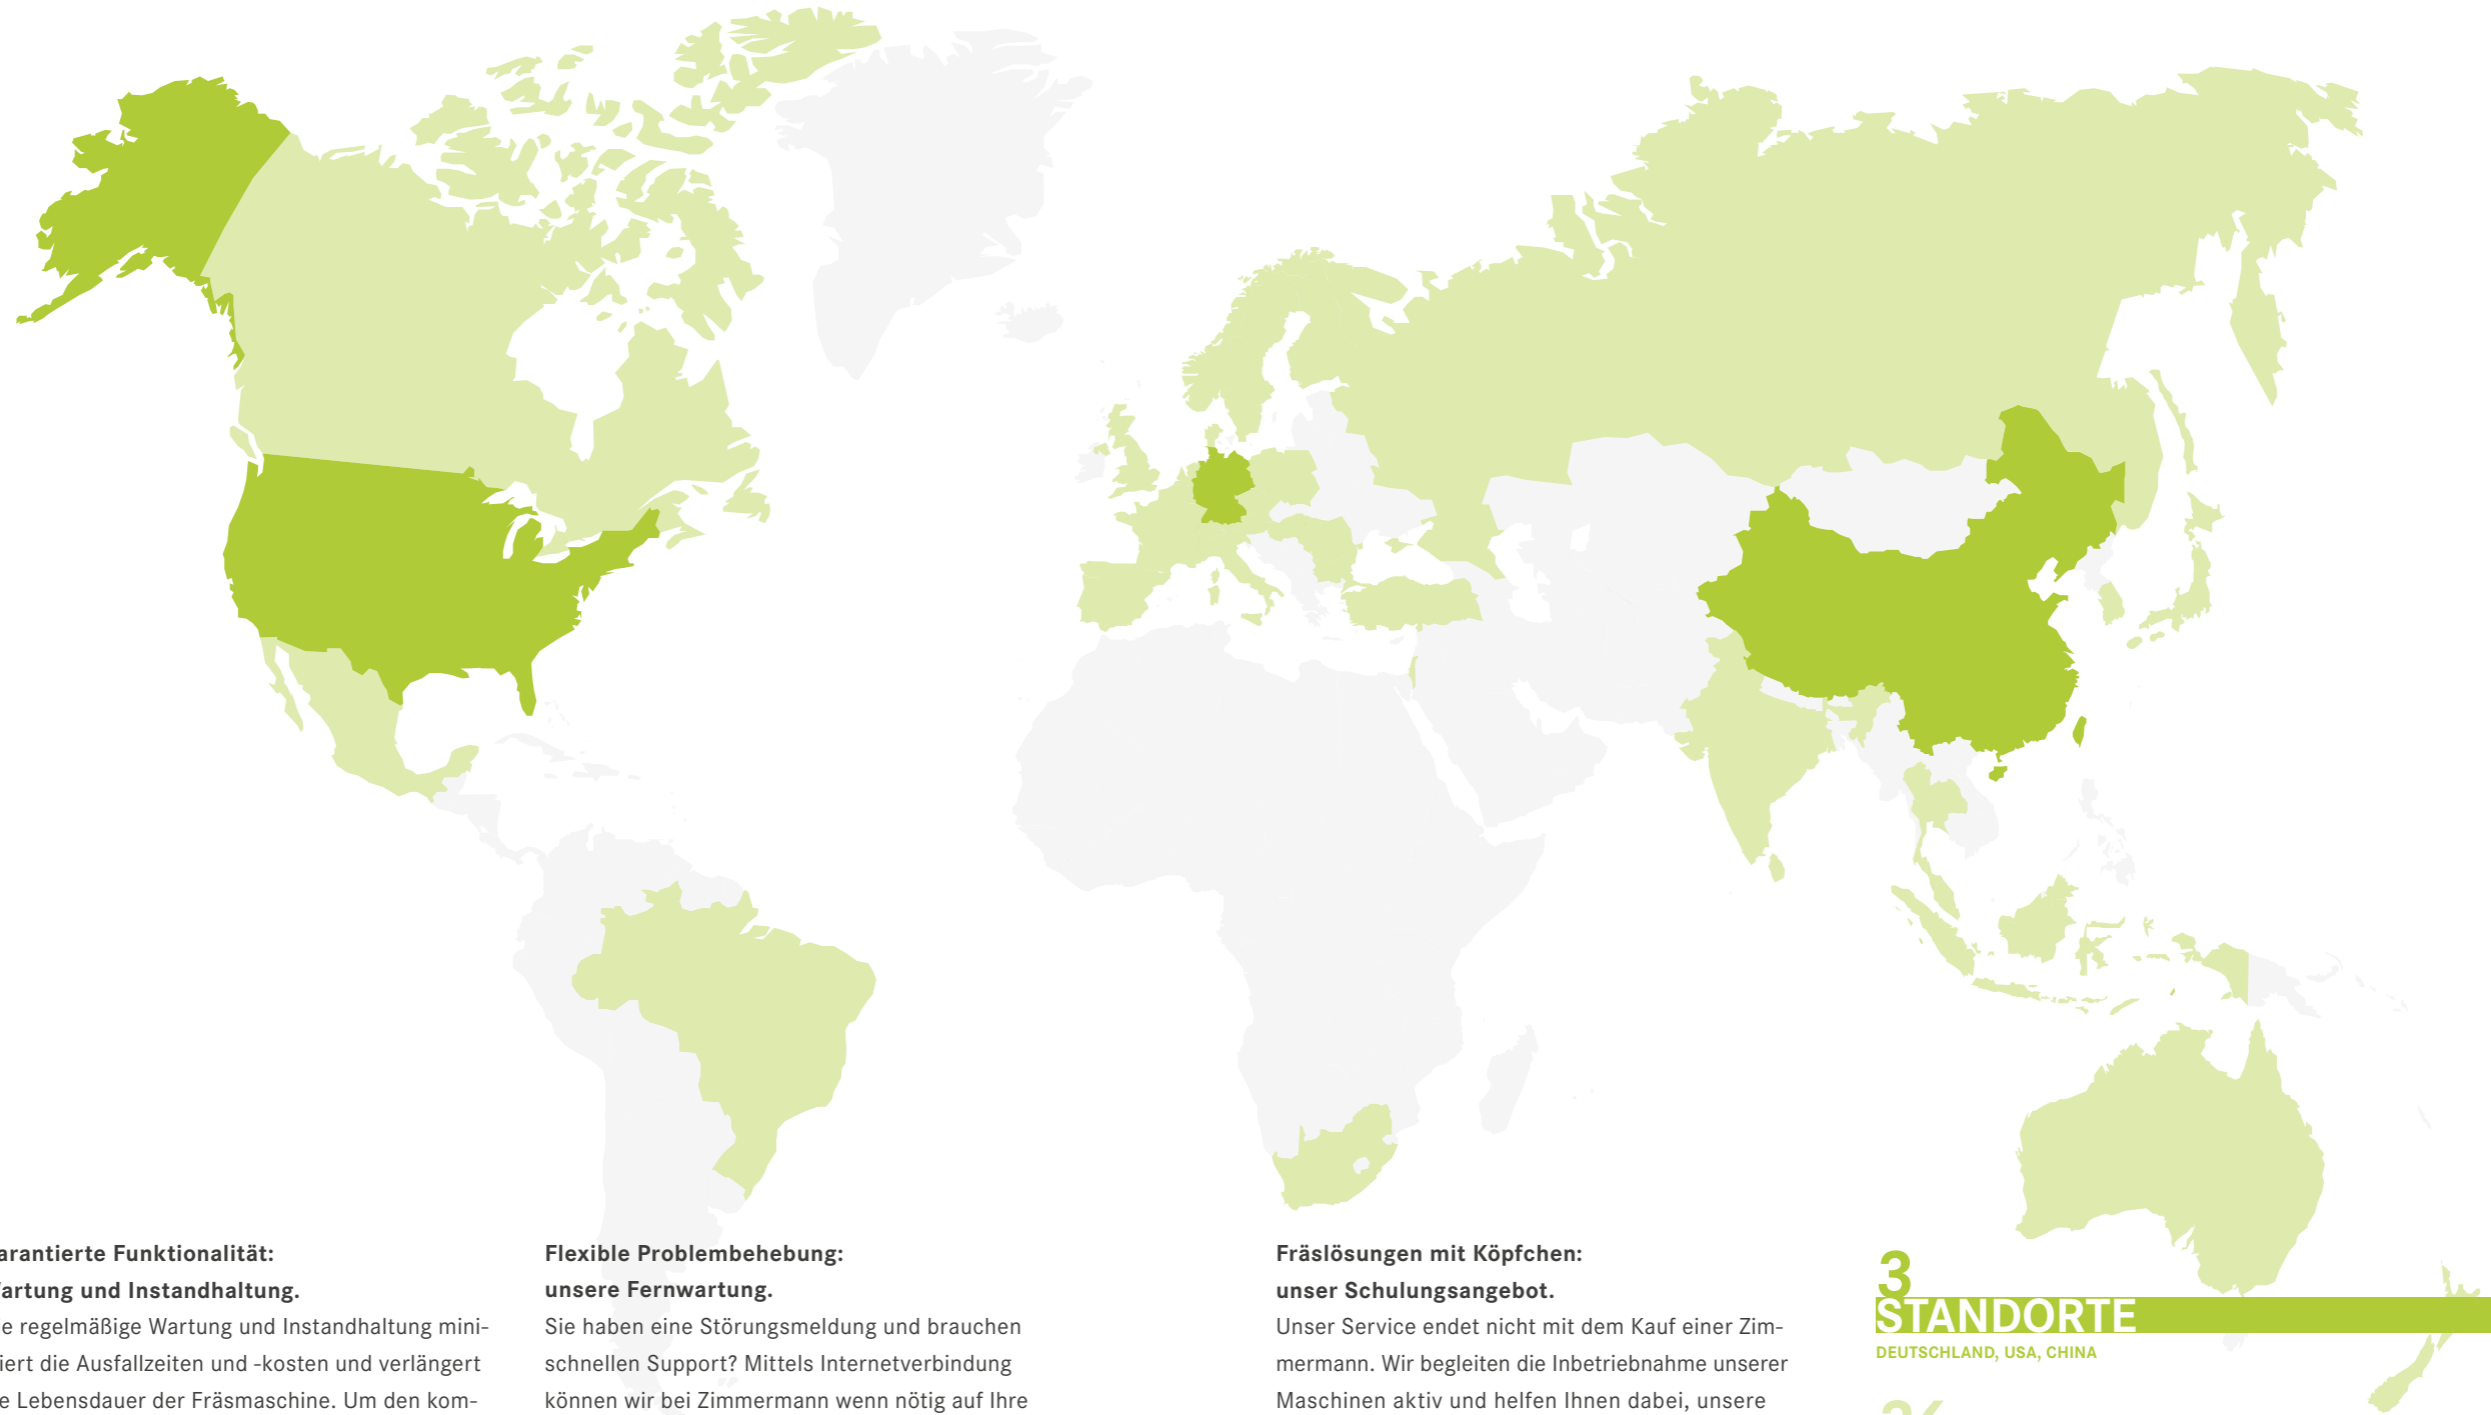 arantierte Funktionalität:
artung und Instandhaltung.
e regelmäßige Wartung und Instandhaltung mini-
iert die Ausfallzeiten und -kosten und verlängert
e Lebensdauer der Fräsmaschine. Um den kom-
Flexible Problembehebung:
unsere Fernwartung.
Sie haben eine Störungsmeldung und brauchen
schnellen Support? Mittels Internetverbindung
können wir bei Zimmermann wenn nötig auf Ihre
Fräslösungen mit Köpfchen:
unser Schulungsangebot.
Unser Service endet nicht mit dem Kauf einer Zim-
mermann. Wir begleiten die Inbetriebnahme unserer
Maschinen aktiv und helfen Ihnen dabei, unsere
3
STANDORTE
DEUTSCHLAND, USA, CHINA